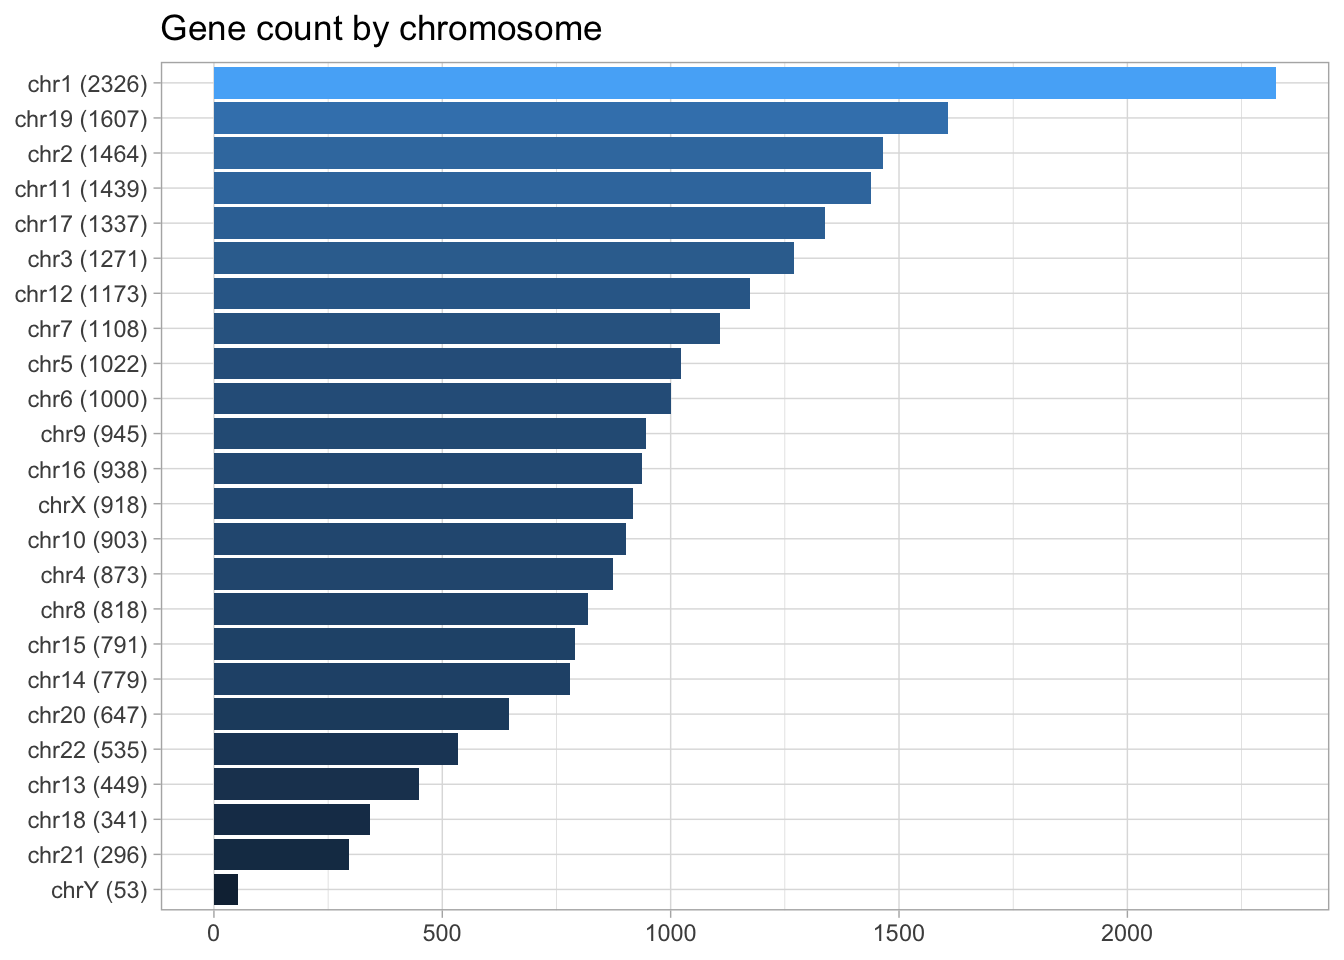 Gene count by chromosome
chr1 (2326)
chr19 (1607)
chr2 (1464)
chr11 (1439)
chr17 (1337)
chr3 (1271)
chr12 (1173)
chr7 (1108)
chr5 (1022)
chr6 (1000)
chr9 (945)
chr16 (938)
chrX (918)
chr10 (903)
chr4 (873)
chr8 (818)
chr15 (791)
chr14 (779)
chr20 (647)
chr22 (535)
chr13 (449)
chr18 (341)
chr21 (296)
chrY (53)
0 500 1000 1500 2000